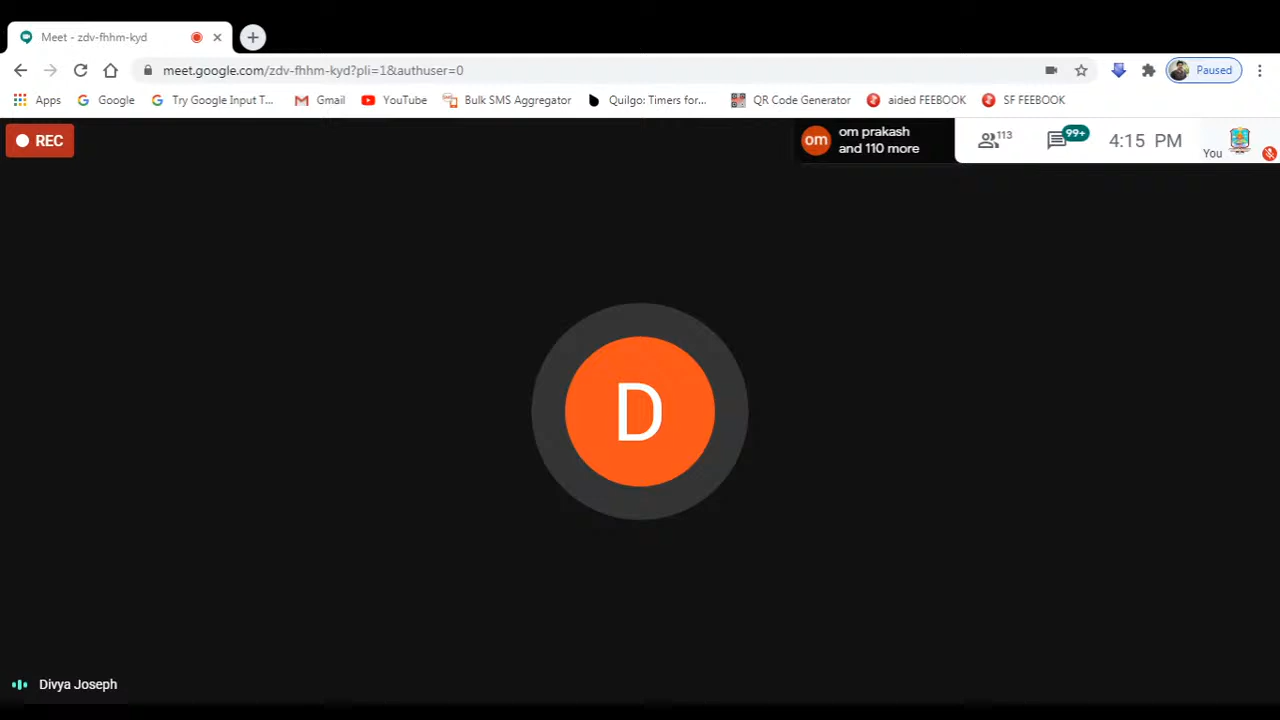 Meet - zdv-fhhm-kyd
meet.google.com/zdv-fhhm-kyd?pli=1&authuser=0
Paused
Apps Google Try Google Input T... Gmail YouTube Bulk SMS Aggregator Quilgo: Timers for... QR Code Generator aided FEEBOOK SF FEEBOOK
REC
om
om prakash
and 110 more
113
99+
4:15 PM
You
D
Divya Joseph